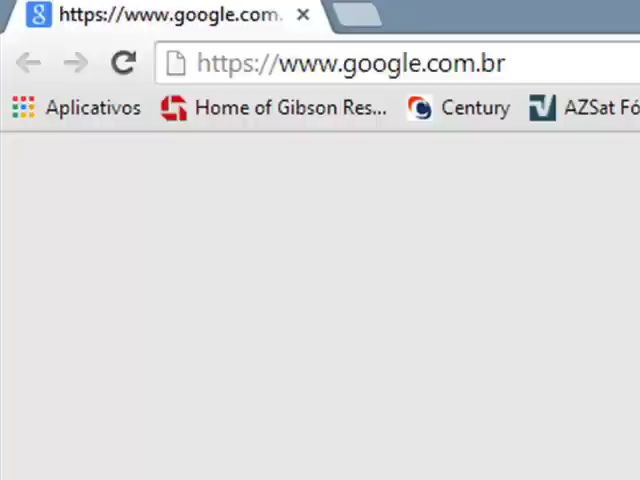 https://www.google.com.
https://www.google.com.br
Aplicativos Home of Gibson Res... Century AZSat Fó